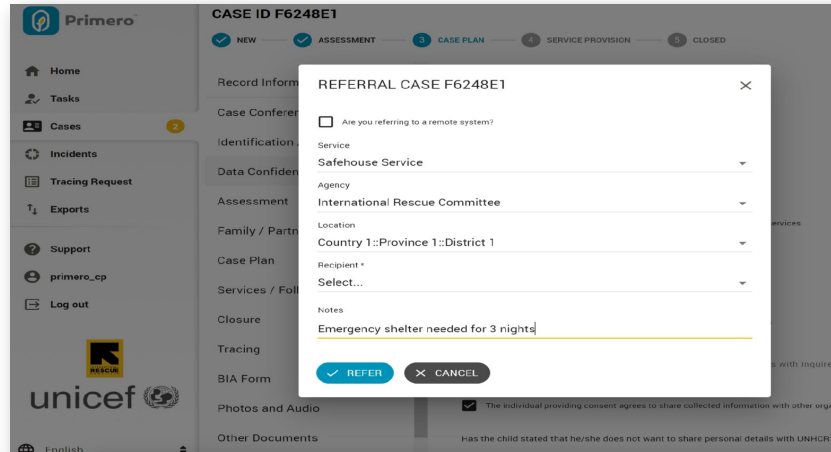 Primero™
CASE ID F6248E1
NEW
ASSESSMENT
3 CASE PLAN
4 SERVICE PROVISION
5 CLOSED
Home
Tasks
Cases 2
Incidents
Tracing Request
Exports
Support
primero_cp
Log out
RESCUE
unicef
English
Record Inform
Case Conferen
Identification
Data Confiden
Assessment
Family / Partn
Case Plan
Services / Foll
Closure
Tracing
BIA Form
Photos and Audio
Other Documents
REFERRAL CASE F6248E1
Are you referring to a remote system?
Service
Safehouse Service
Agency
International Rescue Committee
Location
Country 1::Province 1::District 1
Recipient *
Select...
Notes
Emergency shelter needed for 3 nights
REFER
CANCEL
ervices
s with Inquire
The individual providing consent agrees to share collected information with other orga
Has the child stated that he/she does not want to share personal details with UNHCR